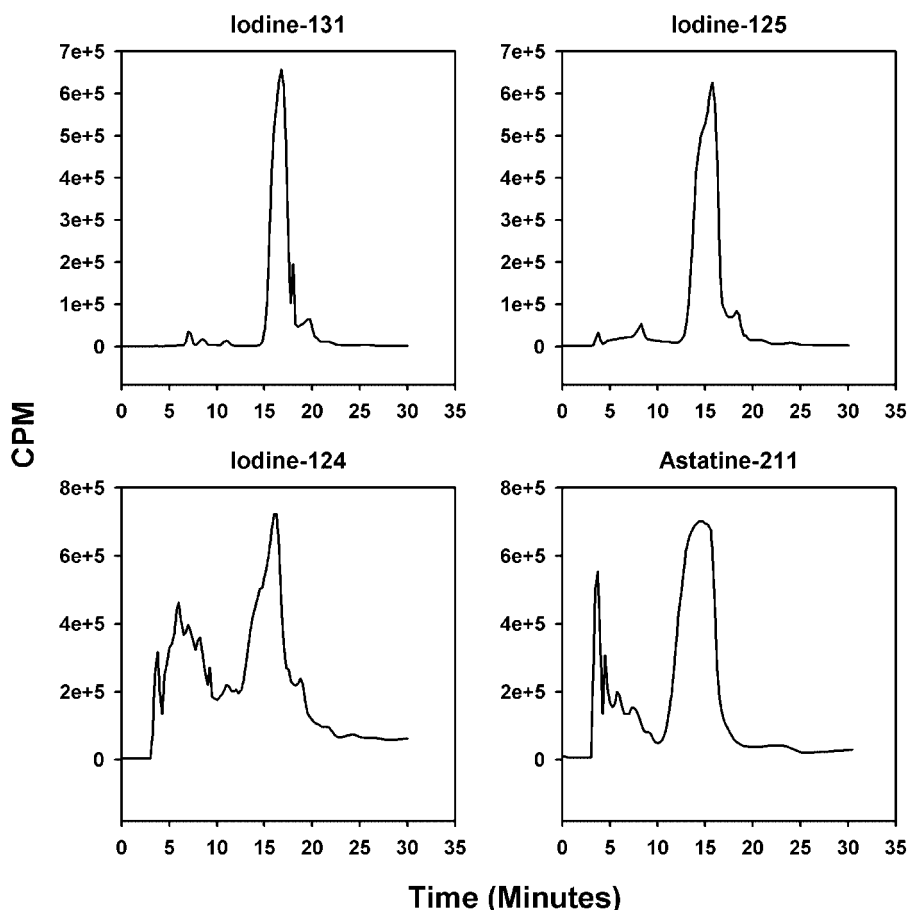 Iodine-131
Iodine-125
7e+5
6e+5
5e+5
4e+5
3e+5
2e+5
1e+5
0
0 5 10 15 20 25 30 35
7e+5
6e+5
5e+5
4e+5
3e+5
2e+5
1e+5
0
0 5 10 15 20 25 30 35
CPM
Iodine-124
Astatine-211
8e+5
6e+5
4e+5
2e+5
0
0 5 10 15 20 25 30 35
8e+5
6e+5
4e+5
2e+5
0
0 5 10 15 20 25 30 35
Time (Minutes)